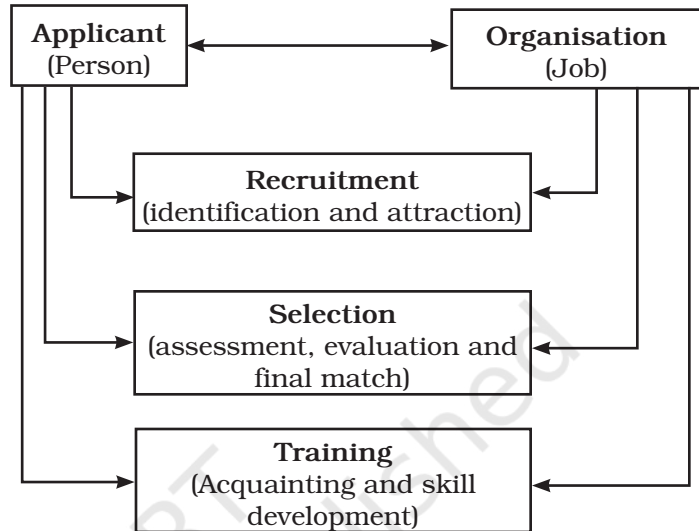 Applicant
(Person)
Organisation
(Job)
Recruitment
(identification and attraction)
Selection
(assessment, evaluation and
final match)
Training
(Acquainting and skill
development)